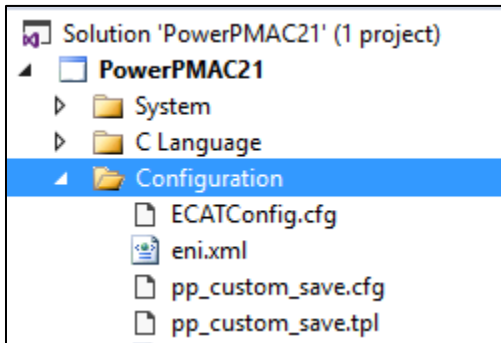 Solution 'PowerPMAC21' (1 project)
PowerPMAC21
System
C Language
Configuration
ECATConfig.cfg
eni.xml
pp_custom_save.cfg
pp_custom_save.tpl